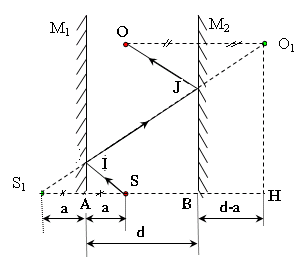 M1 O M2 O1
J
S1 İ S
A B H
a a d-a
d